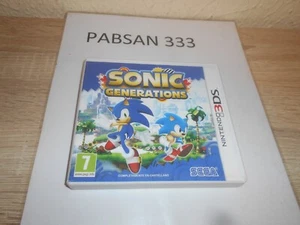 PABSAN 333
SONIC
GENERATIONS
NINTENDO 3DS
7
SEGA